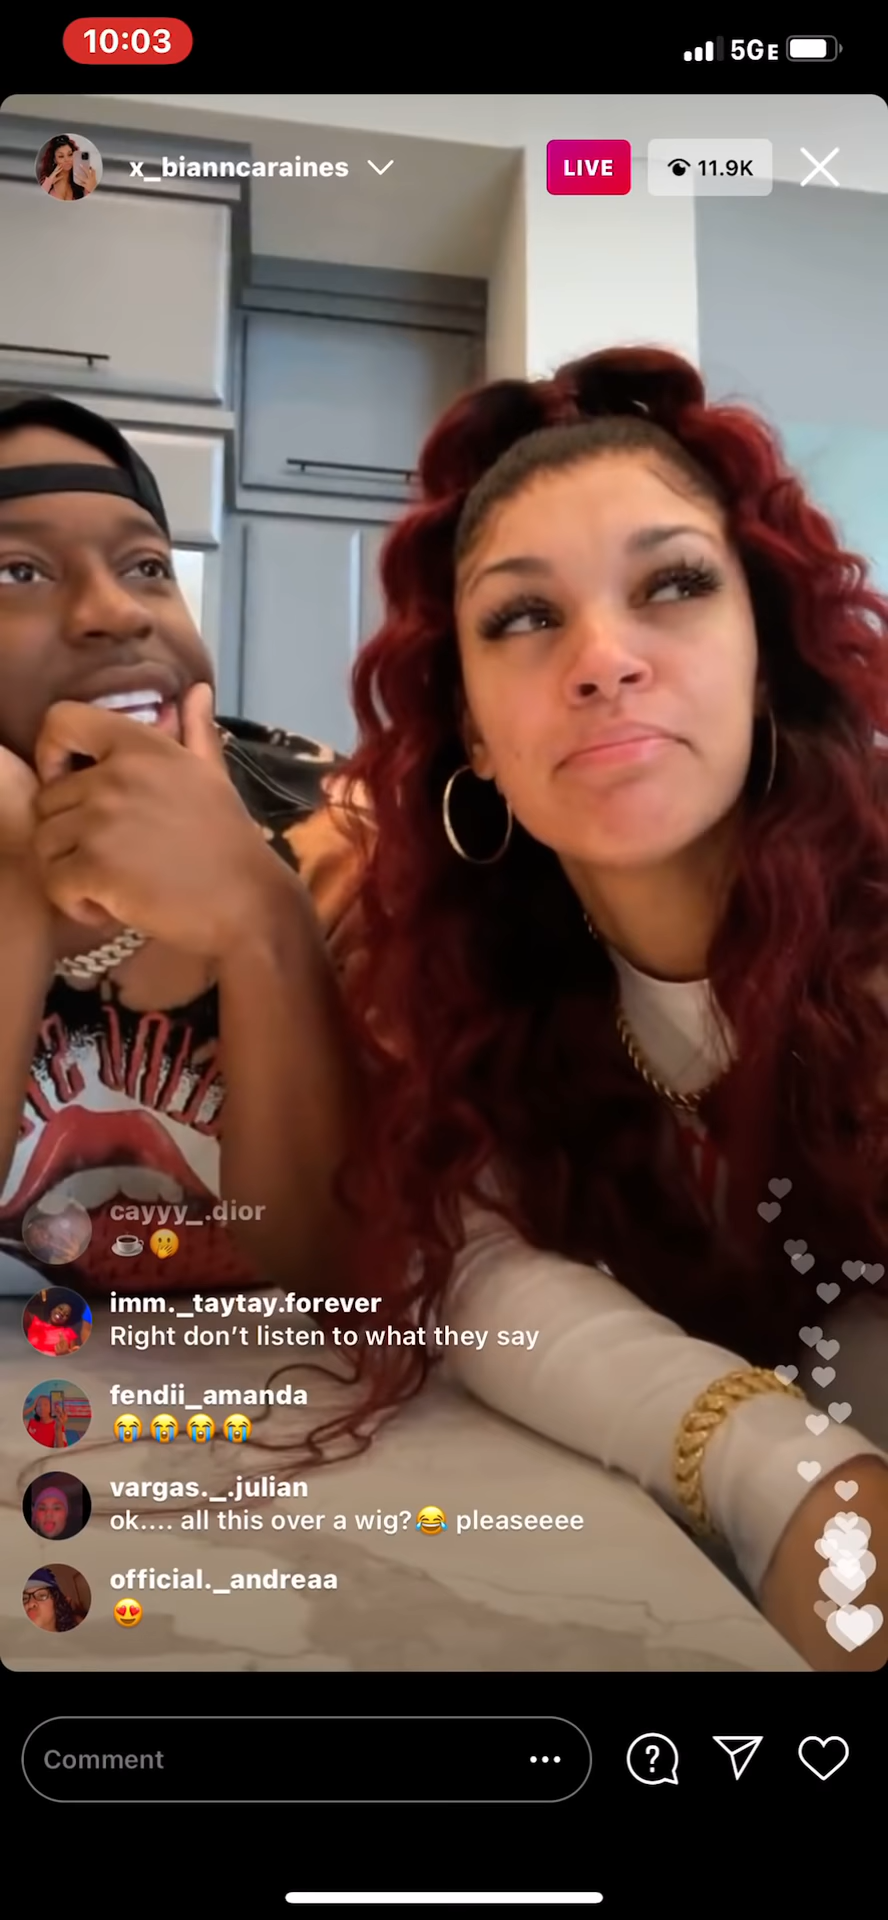 10:03
5GE
x_bianncaraines
LIVE
11.9K
cayyy_.dior
☕🤭
imm._taytay.forever
Right don’t listen to what they say
fendii_amanda
😭😭😭😭
vargas._.julian
ok.... all this over a wig?😂 pleaseeee
official._andreaa
😍
Comment